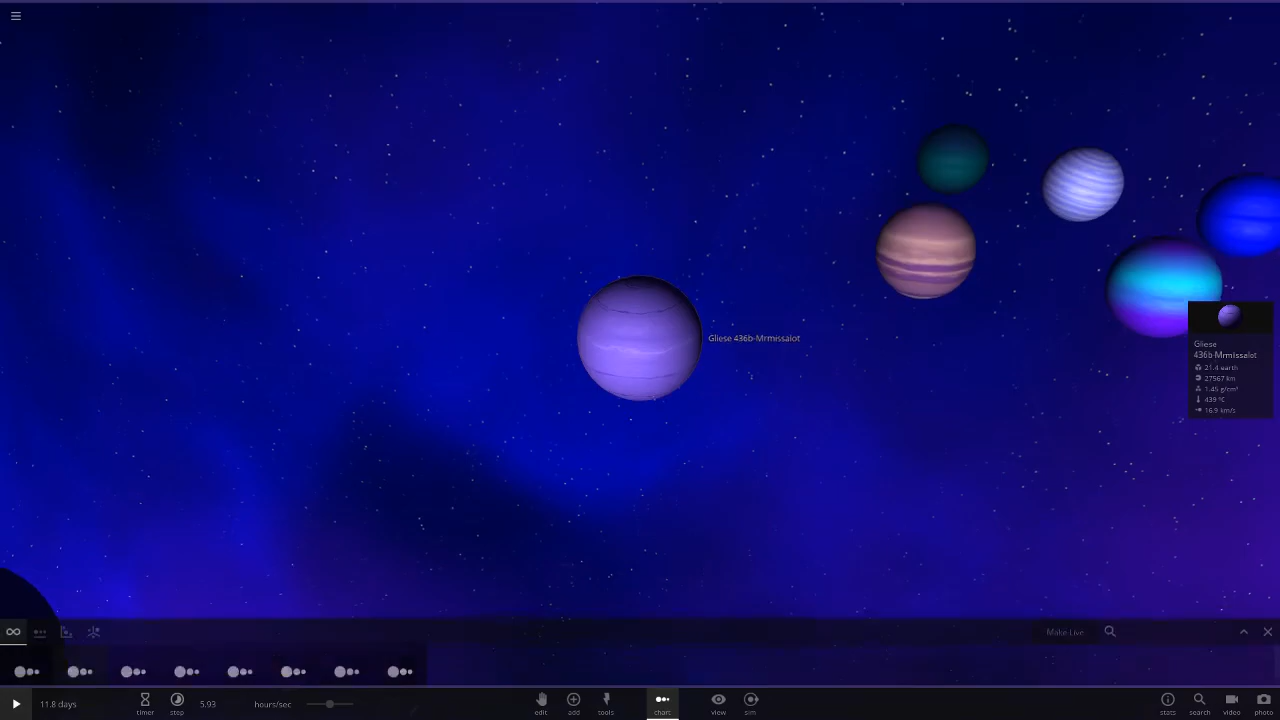 Gliese 436b-Mrmissalot
Gliese
436b-Mrmissalot
21.4 earth
27567 km
1.45 g/cm³
439 °C
16.9 km/s
Make Live
11.8 days
timer
step
5.93
hours/sec
edit
add
tools
chart
view
sim
stats
search
video
photo